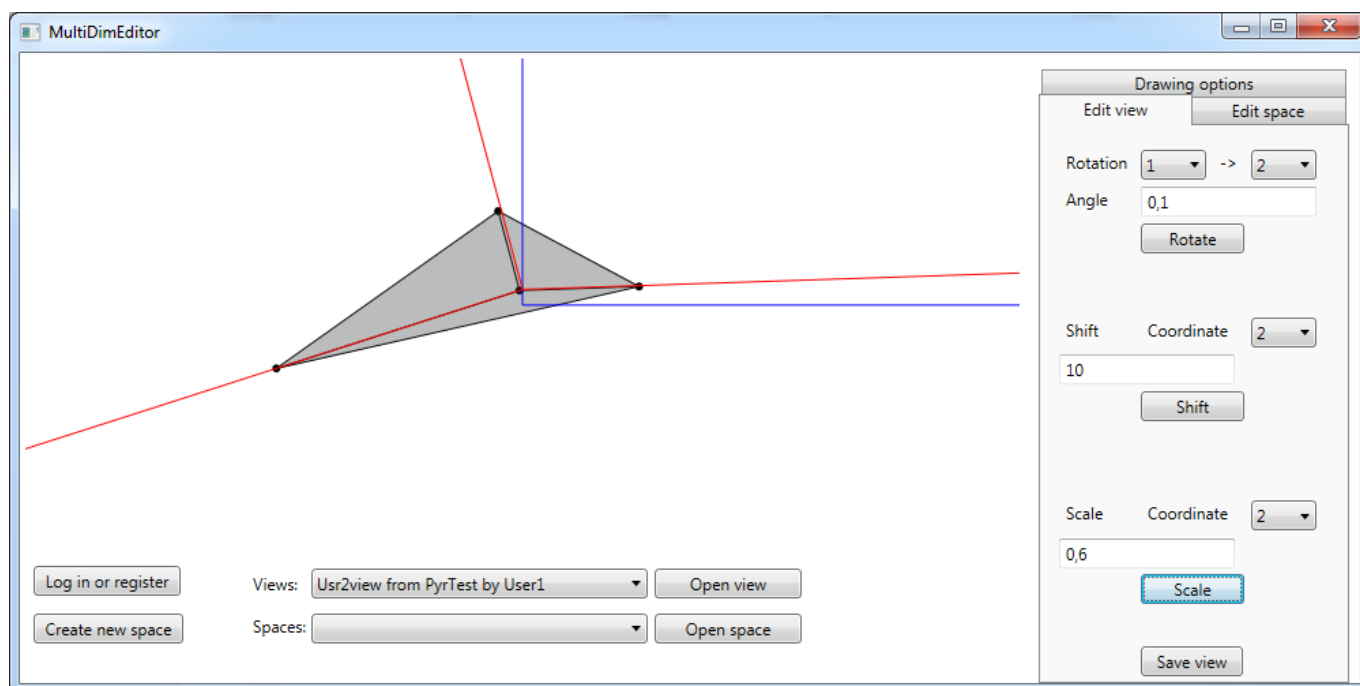 MultiDimEditor
Drawing options
Edit view Edit space
Rotation 1 -> 2
Angle 0,1
Rotate
Shift Coordinate 2
10
Shift
Scale Coordinate 2
0,6
Scale
Log in or register Views: Usr2view from PyrTest by User1 Open view
Create new space Spaces: Open space
Save view